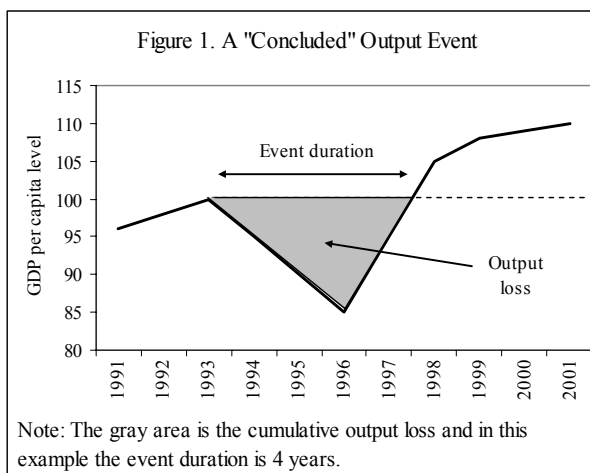 Figure 1. A "Concluded" Output Event
115
110
105
100
95
90
85
80
GDP per capita level
Event duration
Output
loss
1991
1992
1993
1994
1995
1996
1997
1998
1999
2000
2001
Note: The gray area is the cumulative output loss and in this
example the event duration is 4 years.